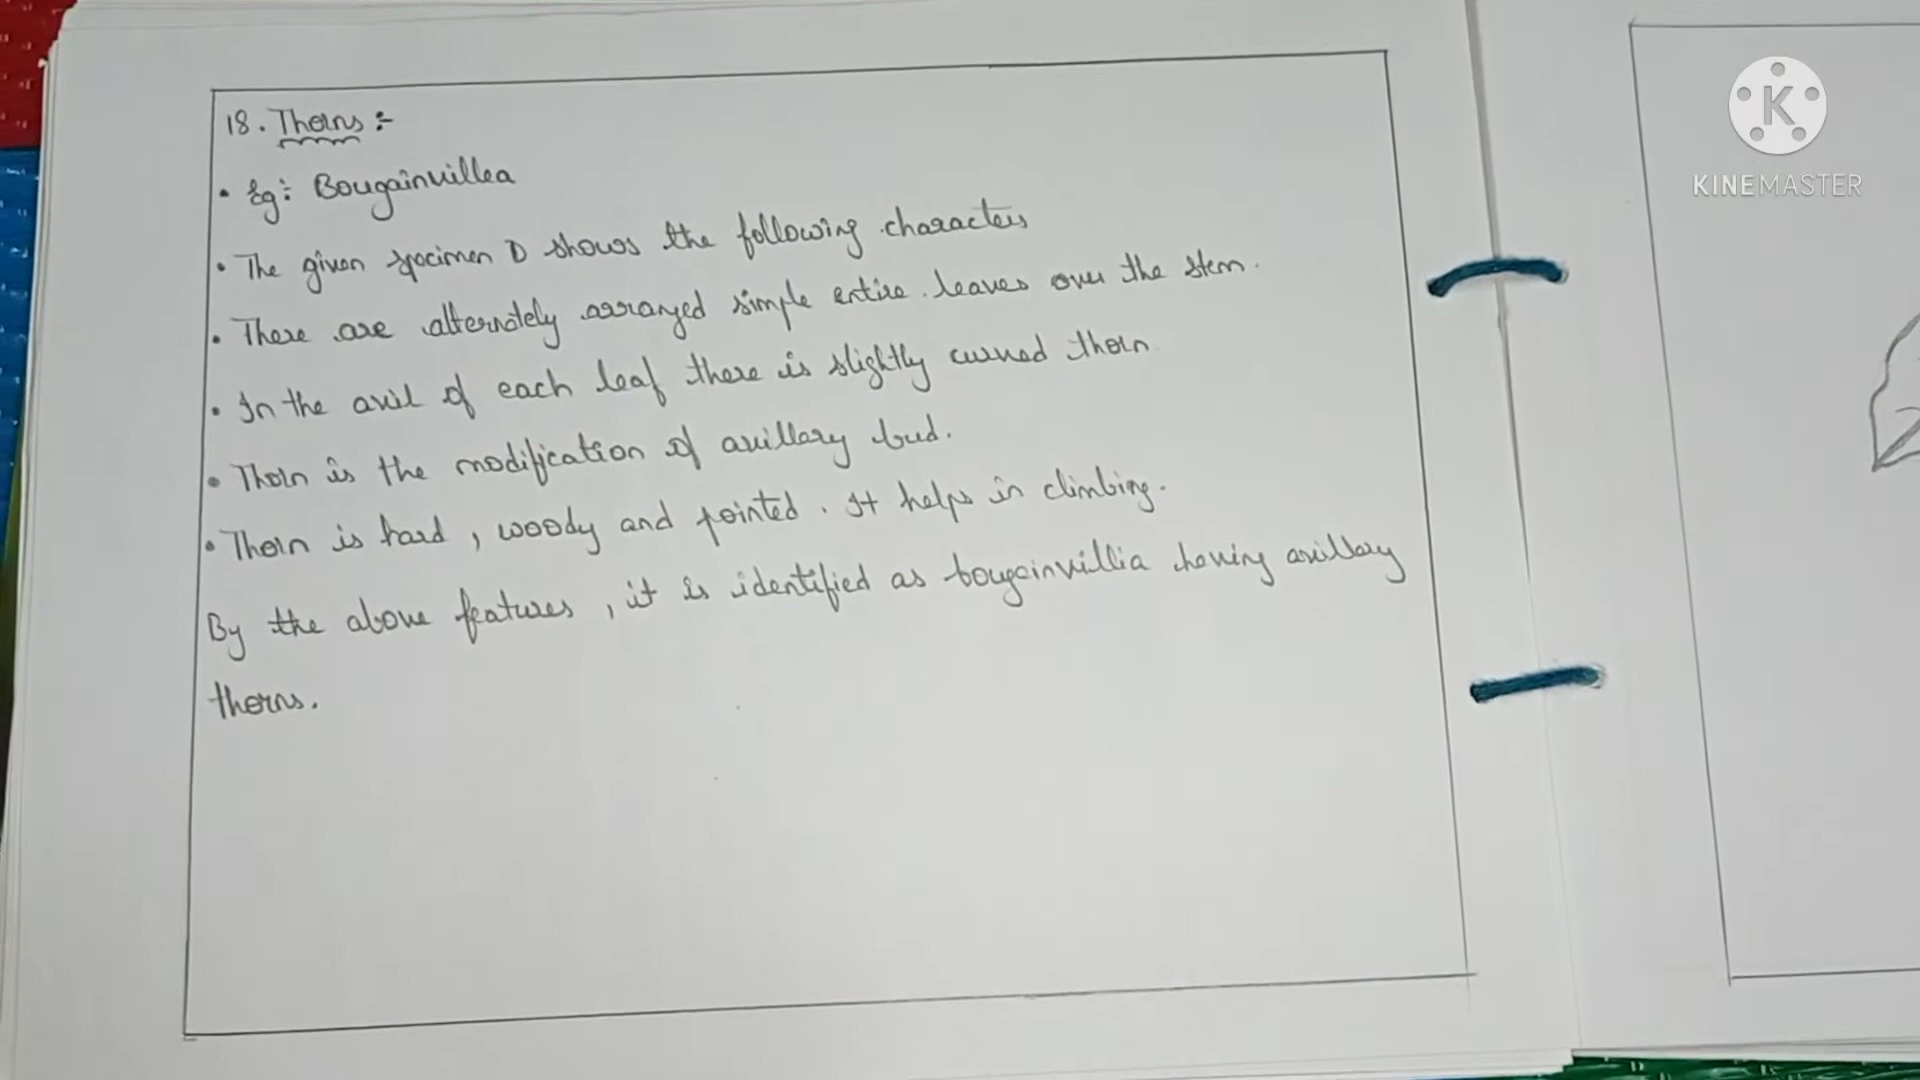 18. Thorns :-
• Eg: Bougainvillea
• The given specimen D shows the following characters
• There are alternately arranged simple entire leaves over the stem.
• In the axil of each leaf there is slightly curved thorn
• Thorn is the modification of axillary bud.
• Thorn is hard, woody and pointed. It helps in climbing.
By the above features, it is identified as bougainvillia having axillary
thorns.
K
KINEMASTER